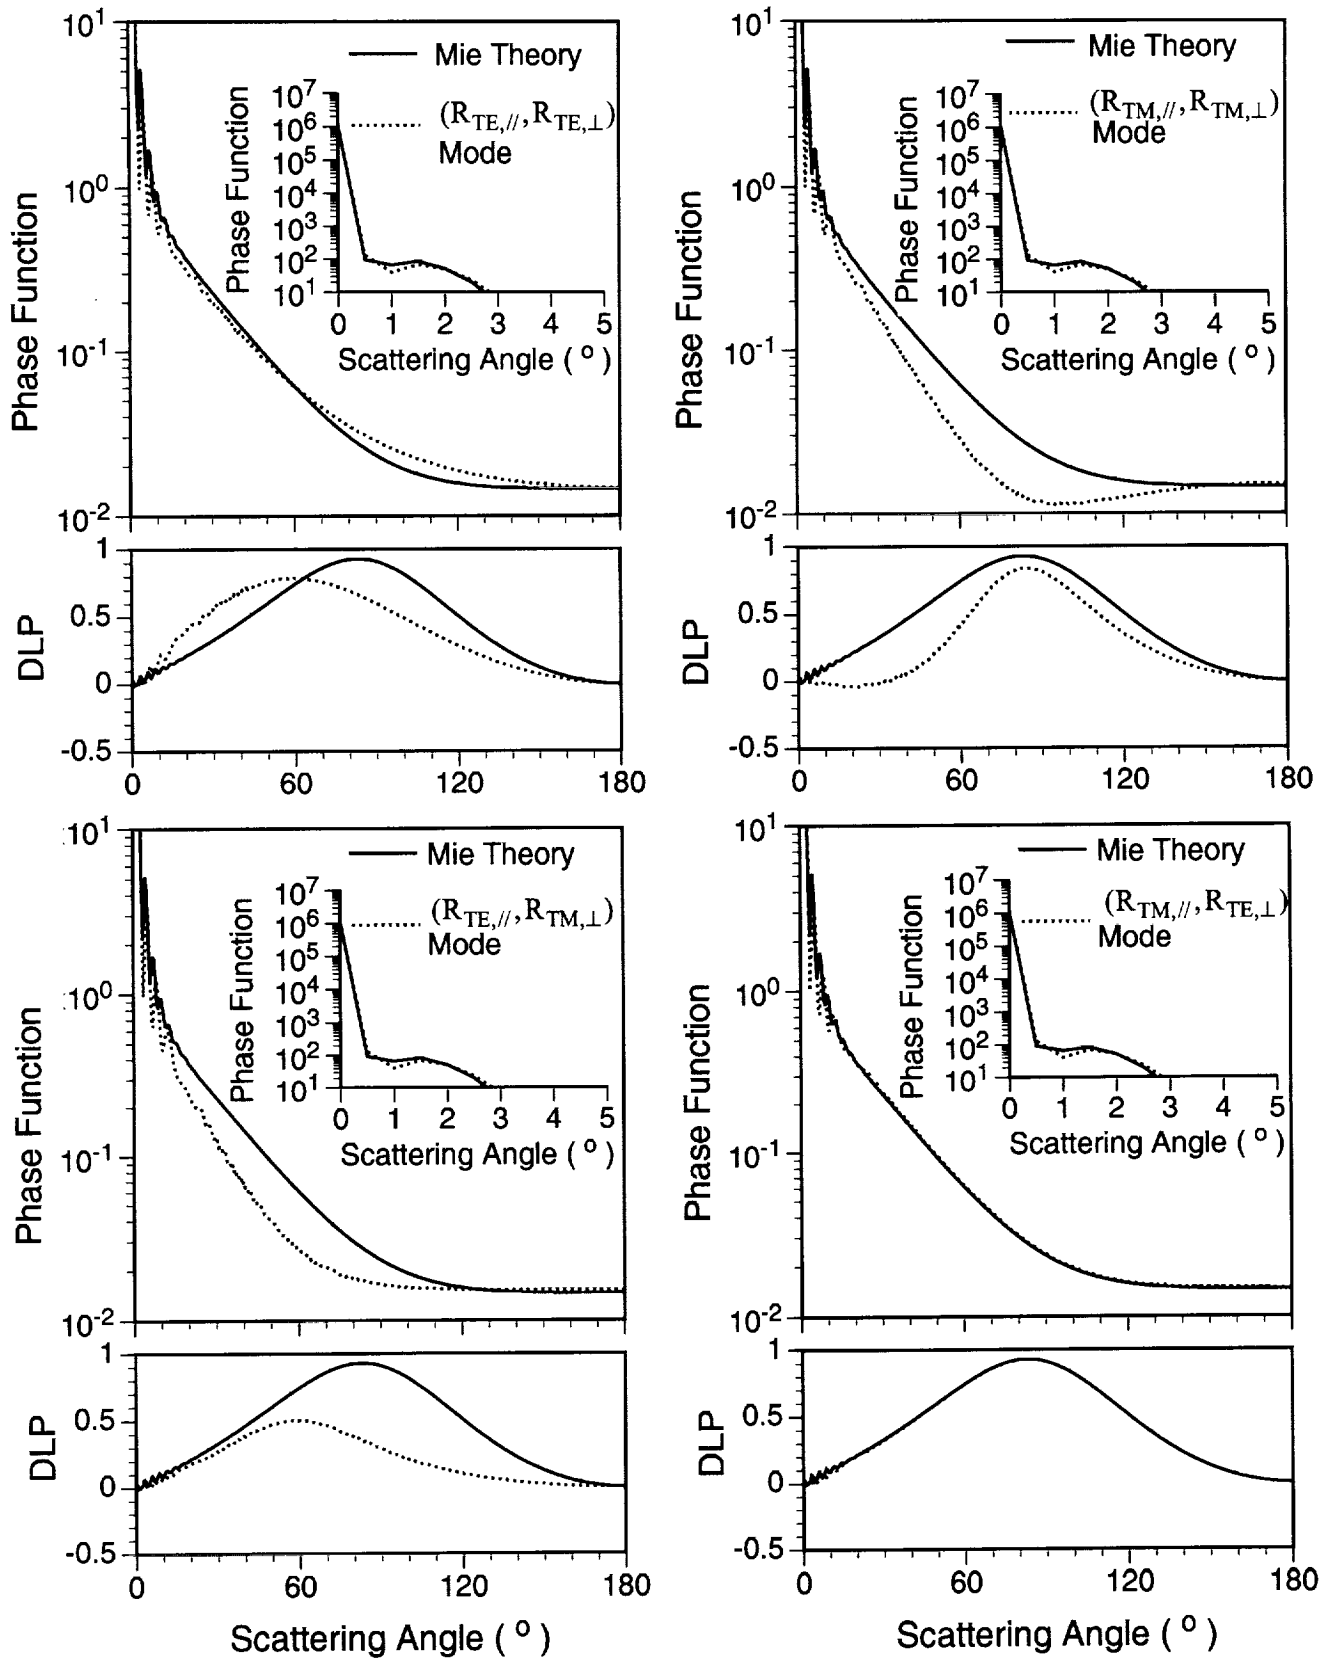 10¹
10⁰
10⁻¹
10⁻²
Phase Function
Mie Theory
(R_TE,//, R_TE,⊥)
Mode
10⁷
10⁶
10⁵
10⁴
10³
10²
10¹
Phase Function
0 1 2 3 4 5
Scattering Angle ( ° )
1
0.5
0
-0.5
DLP
0 60 120 180
10¹
10⁰
10⁻¹
10⁻²
Phase Function
Mie Theory
(R_TM,//, R_TM,⊥)
Mode
10⁷
10⁶
10⁵
10⁴
10³
10²
10¹
Phase Function
0 1 2 3 4 5
Scattering Angle ( ° )
1
0.5
0
-0.5
DLP
0 60 120 180
10¹
10⁰
10⁻¹
10⁻²
Phase Function
Mie Theory
(R_TE,//, R_TM,⊥)
Mode
10⁷
10⁶
10⁵
10⁴
10³
10²
10¹
Phase Function
0 1 2 3 4 5
Scattering Angle ( ° )
1
0.5
0
-0.5
DLP
0 60 120 180
Scattering Angle ( ° )
10¹
10⁰
10⁻¹
10⁻²
Phase Function
Mie Theory
(R_TM,//, R_TE,⊥)
Mode
10⁷
10⁶
10⁵
10⁴
10³
10²
10¹
Phase Function
0 1 2 3 4 5
Scattering Angle ( ° )
1
0.5
0
-0.5
DLP
0 60 120 180
Scattering Angle ( ° )